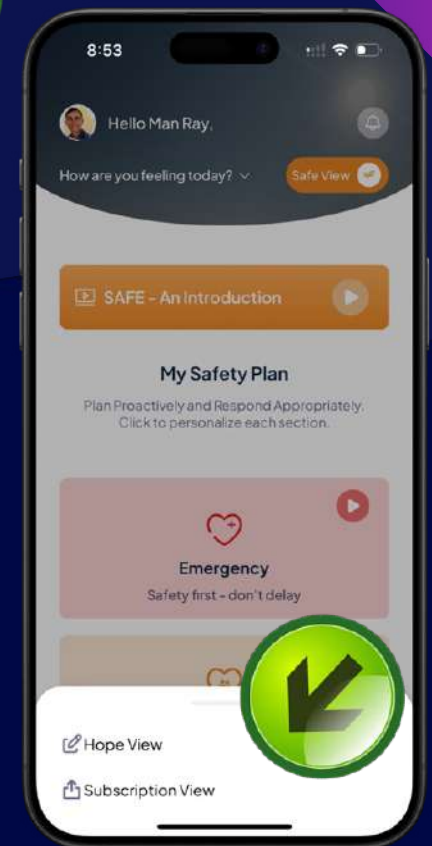 8:53
Hello Man Ray,
How are you feeling today?
Safe View
SAFE - An Introduction
My Safety Plan
Plan Proactively and Respond Appropriately.
Click to personalize each section.
Emergency
Safety first - don't delay
Hope View
Subscription View